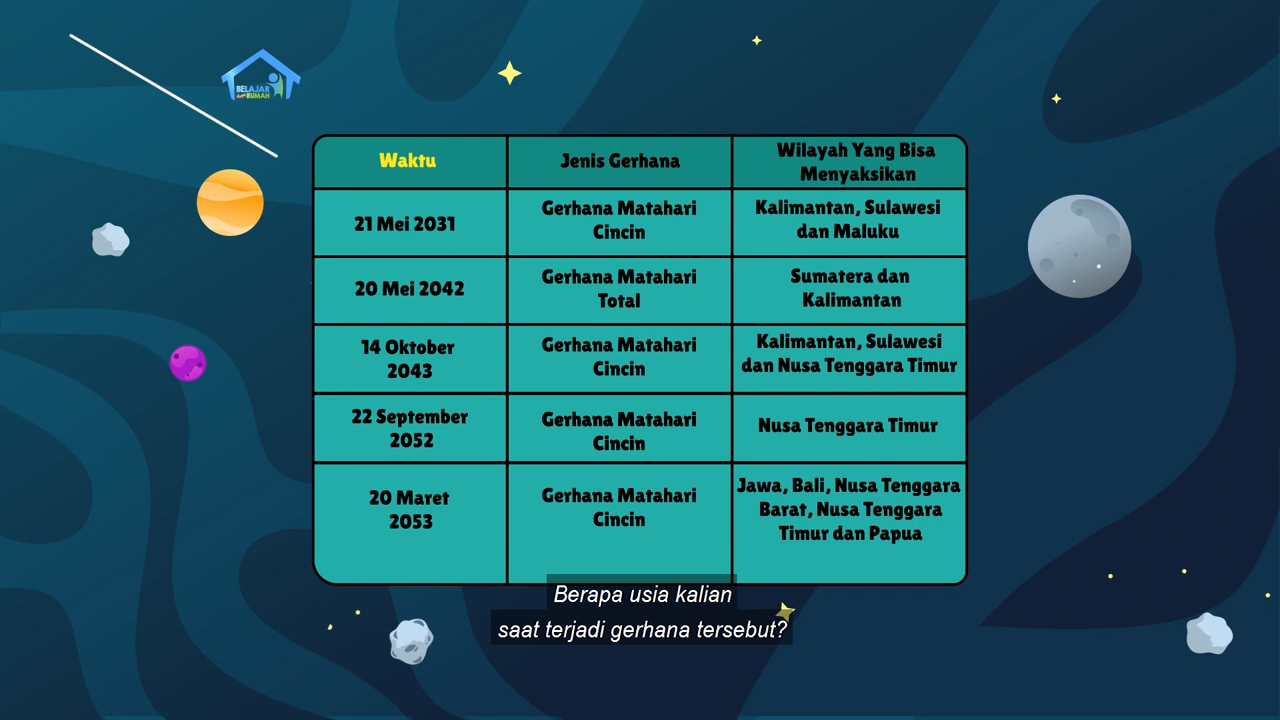 BELAJAR
dari RUMAH
Waktu
Jenis Gerhana
Wilayah Yang Bisa
Menyaksikan
21 Mei 2031
Gerhana Matahari
Cincin
Kalimantan, Sulawesi
dan Maluku
20 Mei 2042
Gerhana Matahari
Total
Sumatera dan
Kalimantan
14 Oktober
2043
Gerhana Matahari
Cincin
Kalimantan, Sulawesi
dan Nusa Tenggara Timur
22 September
2052
Gerhana Matahari
Cincin
Nusa Tenggara Timur
20 Maret
2053
Gerhana Matahari
Cincin
Jawa, Bali, Nusa Tenggara
Barat, Nusa Tenggara
Timur dan Papua
Berapa usia kalian
saat terjadi gerhana tersebut?